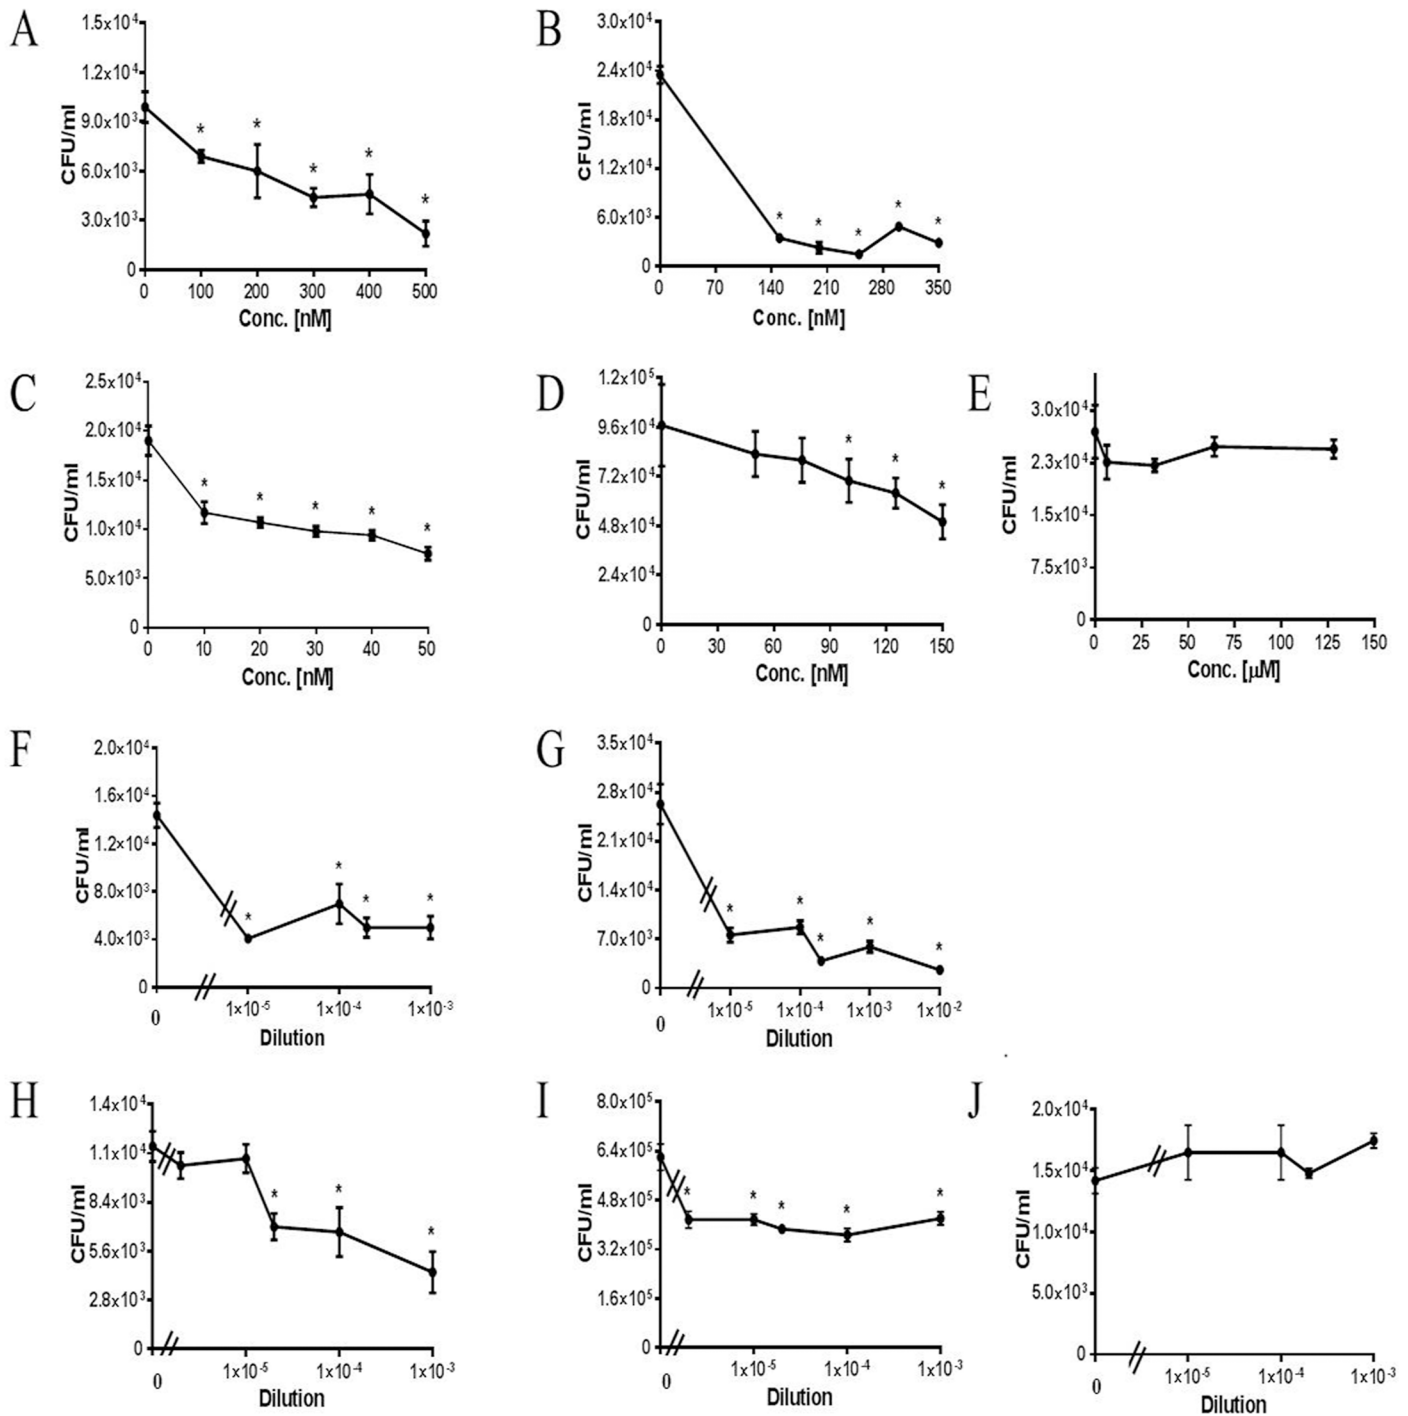 A
1.5x10⁴
1.2x10⁴
9.0x10³
6.0x10³
3.0x10³
0
CFU/ml
* * * * *
0 100 200 300 400 500
Conc. [nM]
B
3.0x10⁴
2.4x10⁴
1.8x10⁴
1.2x10⁴
6.0x10³
0
CFU/ml
* * * * *
0 70 140 210 280 350
Conc. [nM]
C
2.5x10⁴
2.0x10⁴
1.5x10⁴
1.0x10⁴
5.0x10³
0
CFU/ml
* * * * *
0 10 20 30 40 50
Conc. [nM]
D
1.2x10⁵
9.6x10⁴
7.2x10⁴
4.8x10⁴
2.4x10⁴
0
CFU/ml
* * *
0 30 60 90 120 150
Conc. [nM]
E
3.0x10⁴
2.3x10⁴
1.5x10⁴
7.5x10³
0
CFU/ml
0 25 50 75 100 125 150
Conc. [μM]
F
2.0x10⁴
1.6x10⁴
1.2x10⁴
8.0x10³
4.0x10³
0
CFU/ml
* * * *
0 1x10⁻⁵ 1x10⁻⁴ 1x10⁻³
Dilution
G
3.5x10⁴
2.8x10⁴
2.1x10⁴
1.4x10⁴
7.0x10³
0
CFU/ml
* * * * *
0 1x10⁻⁵ 1x10⁻⁴ 1x10⁻³ 1x10⁻²
Dilution
H
1.4x10⁴
1.1x10⁴
8.4x10³
5.6x10³
2.8x10³
0
CFU/ml
* * *
0 1x10⁻⁵ 1x10⁻⁴ 1x10⁻³
Dilution
I
8.0x10⁵
6.4x10⁵
4.8x10⁵
3.2x10⁵
1.6x10⁵
0
CFU/ml
* * * * *
0 1x10⁻⁵ 1x10⁻⁴ 1x10⁻³
Dilution
J
2.0x10⁴
1.5x10⁴
1.0x10⁴
5.0x10³
0
CFU/ml
0 1x10⁻⁵ 1x10⁻⁴ 1x10⁻³
Dilution